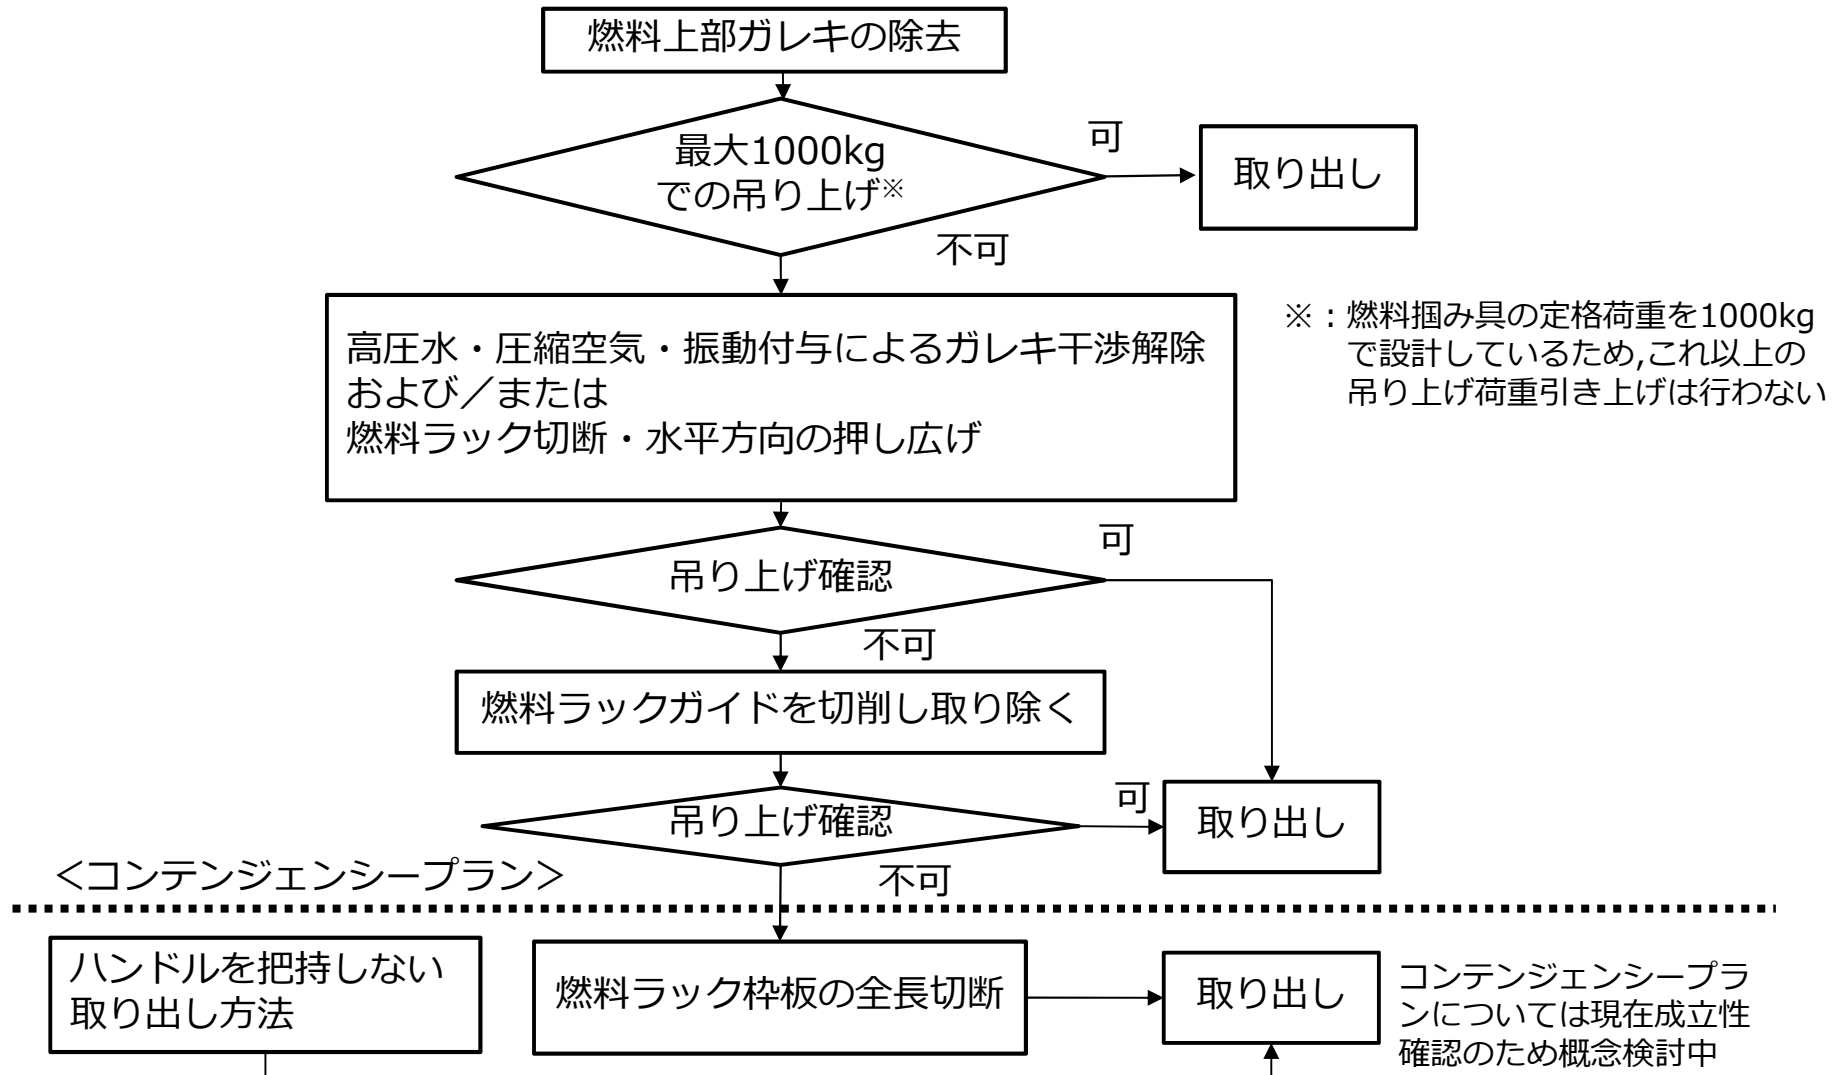 燃料上部ガレキの除去
最大1000kg
での吊り上げ※
可
取り出し
不可
※：燃料掴み具の定格荷重を1000kg
で設計しているため,これ以上の
吊り上げ荷重引き上げは行わない
高圧水・圧縮空気・振動付与によるガレキ干渉解除
および／または
燃料ラック切断・水平方向の押し広げ
吊り上げ確認
可
不可
燃料ラックガイドを切削し取り除く
吊り上げ確認
可
取り出し
不可
＜コンテンジェンシープラン＞
ハンドルを把持しない
取り出し方法
燃料ラック枠板の全長切断
取り出し
コンテンジェンシープラ
ンについては現在成立性
確認のため概念検討中